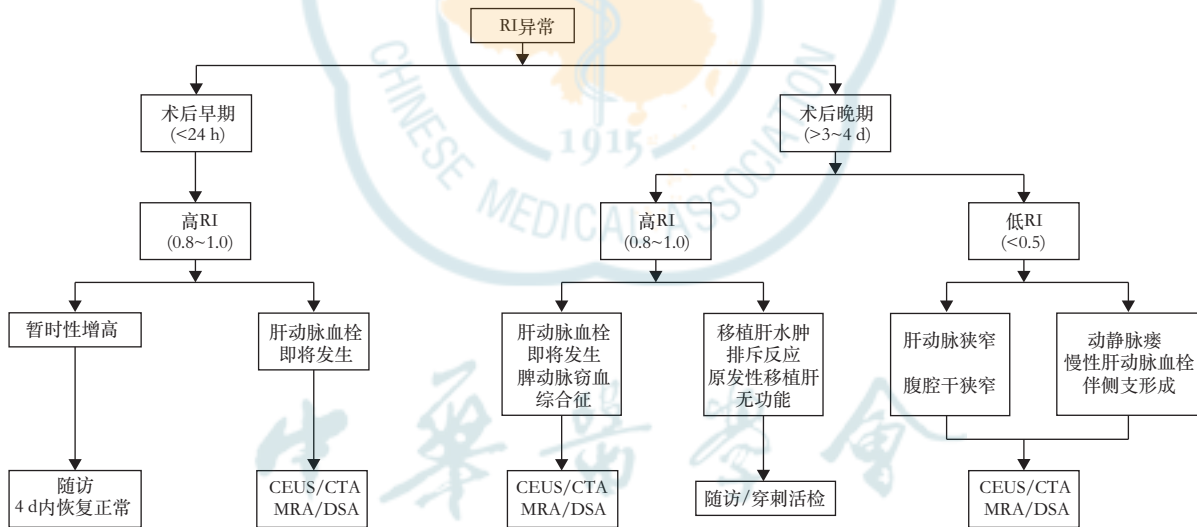 RI异常
术后早期
(<24 h)
术后晚期
(>3~4 d)
高RI
(0.8~1.0)
高RI
(0.8~1.0)
低RI
(<0.5)
暂时性增高
肝动脉血栓
即将发生
肝动脉血栓
即将发生
脾动脉窃血
综合征
移植肝水肿
排斥反应
原发性移植肝
无功能
肝动脉狭窄
腹腔干狭窄
动静脉瘘
慢性肝动脉血栓
伴侧支形成
随访
4 d内恢复正常
CEUS/CTA
MRA/DSA
CEUS/CTA
MRA/DSA
随访/穿刺活检
CEUS/CTA
MRA/DSA
CHINESE MEDICAL ASSOCIATION
1915
中华医学会